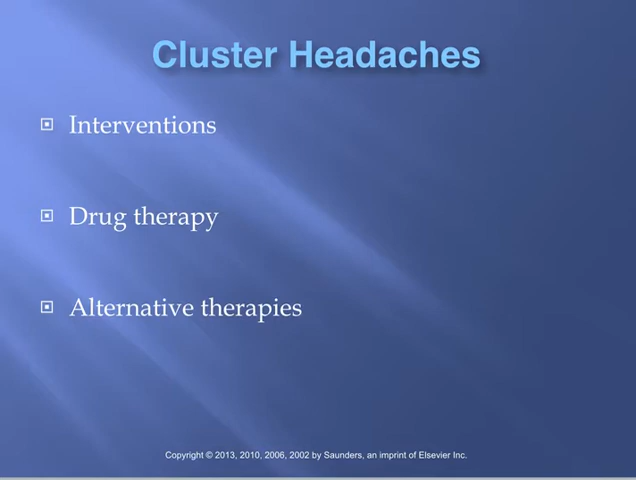 Cluster Headaches
Interventions
Drug therapy
Alternative therapies
Copyright © 2013, 2010, 2006, 2002 by Saunders, an imprint of Elsevier Inc.